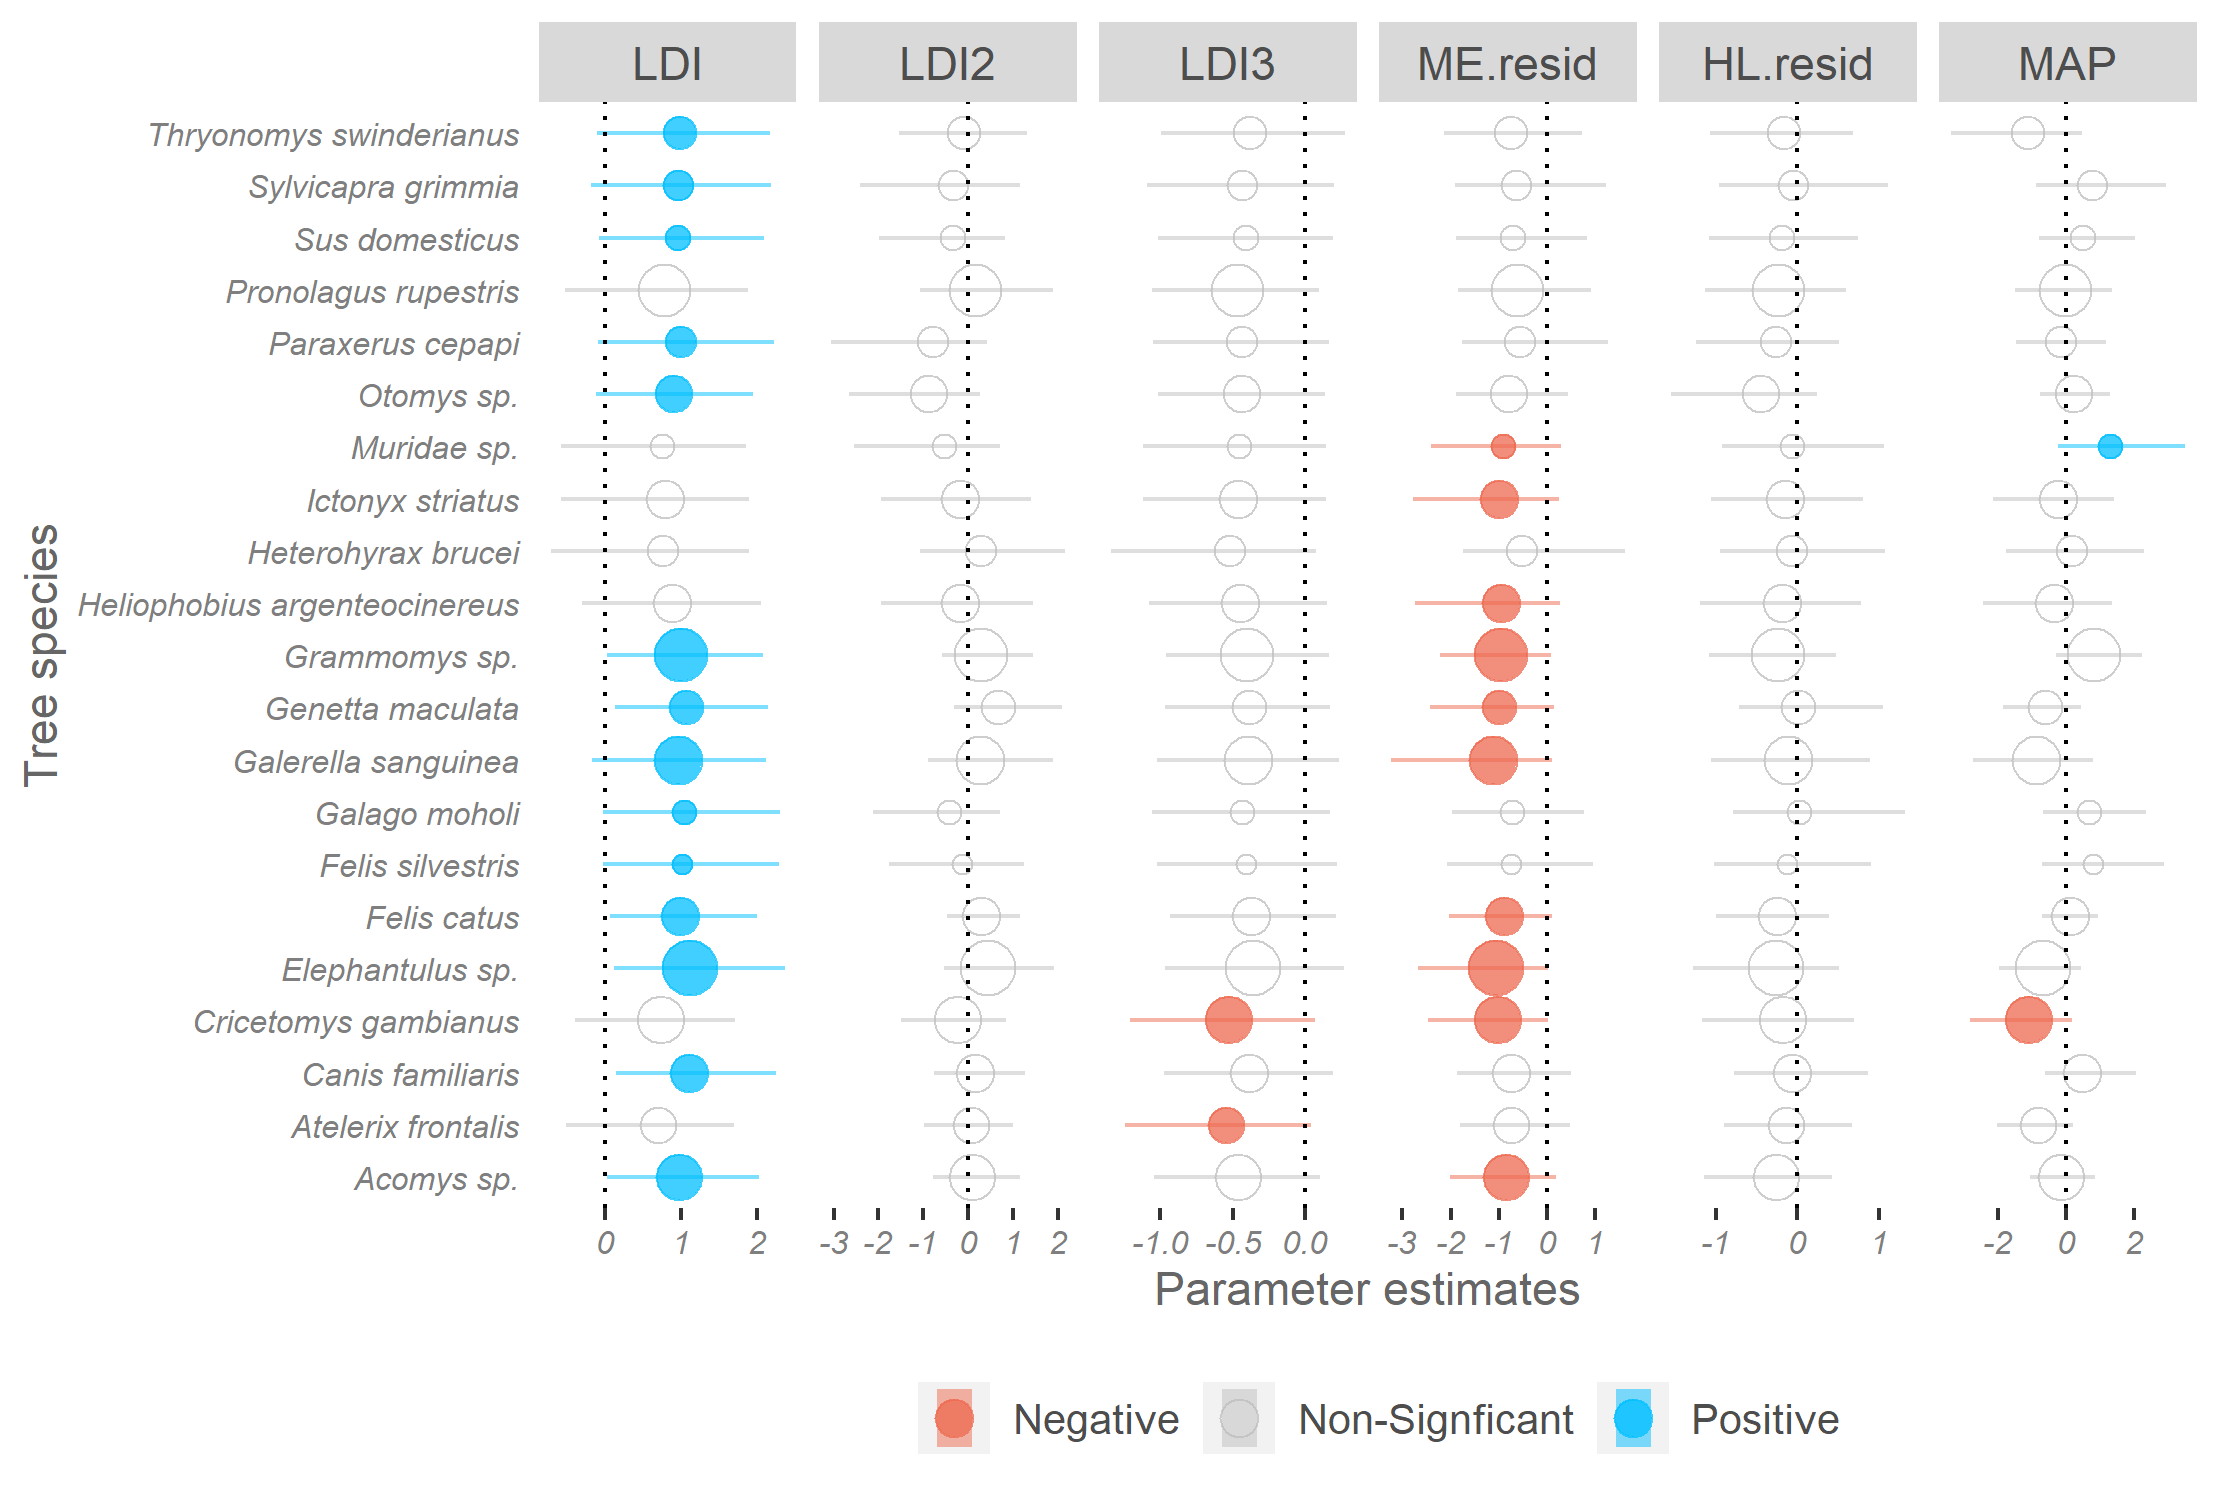 LDI LDI2 LDI3 ME.resid HL.resid MAP
Tree species
Thryonomys swinderianus
Sylvicapra grimmia
Sus domesticus
Pronolagus rupestris
Paraxerus cepapi
Otomys sp.
Muridae sp.
Ictonyx striatus
Heterohyrax brucei
Heliophobius argenteocinereus
Grammomys sp.
Genetta maculata
Galerella sanguinea
Galago moholi
Felis silvestris
Felis catus
Elephantulus sp.
Cricetomys gambianus
Canis familiaris
Atelerix frontalis
Acomys sp.
0 1 2 -3 -2 -1 0 1 2 -1.0 -0.5 0.0 -3 -2 -1 0 1 -1 0 1 -2 0 2
Parameter estimates
Negative Non-Signficant Positive